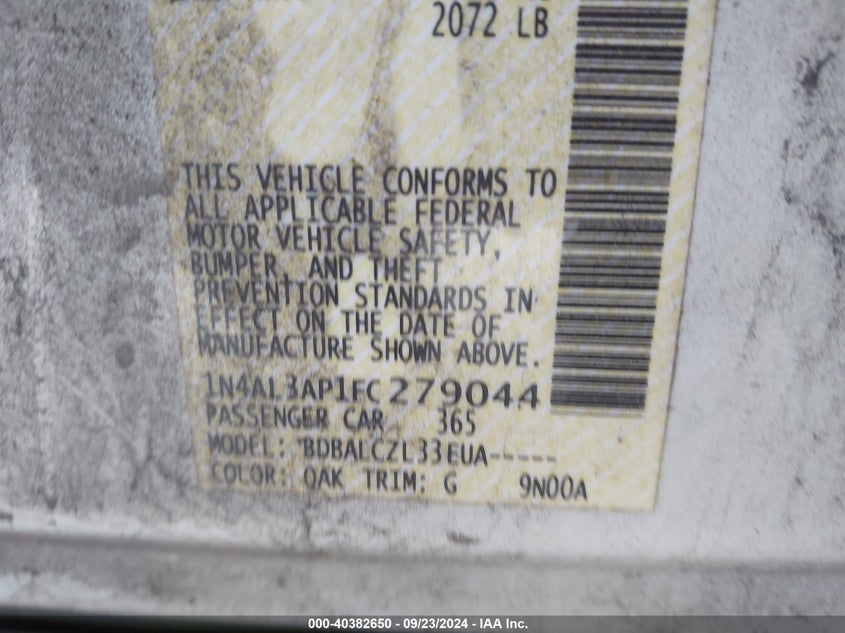 2072 LB
THIS VEHICLE CONFORMS TO
ALL APPLICABLE FEDERAL
MOTOR VEHICLE SAFETY,
BUMPER, AND THEFT
PREVENTION STANDARDS IN
EFFECT ON THE DATE OF
MANUFACTURE SHOWN ABOVE.
1N4AL3AP1FC279044
PASSENGER CAR 365
MODEL: BDBALCZL33EUA-----
COLOR: QAK TRIM: G 9N00A
000-40382650 - 09/23/2024 - IAA Inc.